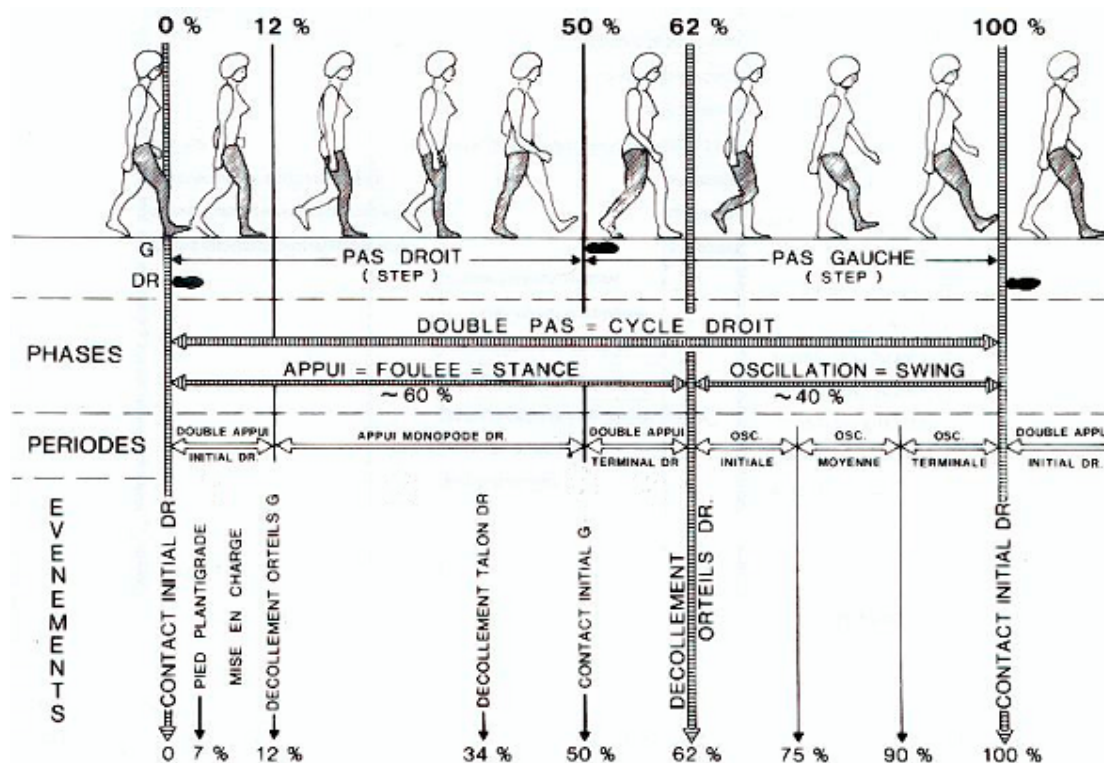 0 % 12 % 50 % 62 % 100 %
G
DR
PAS DROIT
( STEP )
PAS GAUCHE
( STEP )
PHASES
DOUBLE PAS = CYCLE DROIT
APPUI = FOULEE = STANCE
~ 60 %
OSCILLATION = SWING
~ 40 %
PERIODES
DOUBLE APPUI
INITIAL DR.
APPUI MONOPODE DR.
DOUBLE APPUI
TERMINAL DR
OSC.
INITIALE
OSC.
MOYENNE
OSC.
TERMINALE
DOUBLE APPUI
INITIAL DR.
EVENEMENTS
CONTACT INITIAL DR
PIED PLANTIGRADE
MISE EN CHARGE
DECOLLEMENT ORTEILS G
DECOLLEMENT TALON DR
CONTACT INITIAL G
DECOLLEMENT
ORTEILS DR.
CONTACT INITIAL DR
0 7 % 12 % 34 % 50 % 62 % 75 % 90 % 100 %